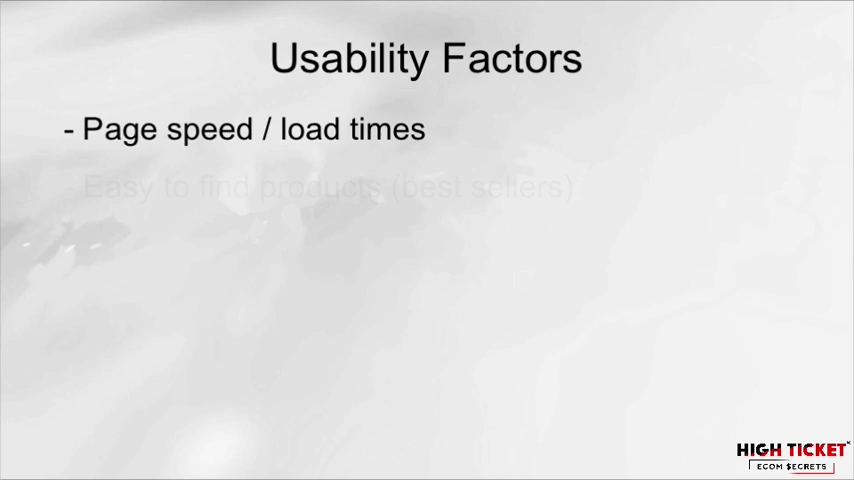 Usability Factors
- Page speed / load times
- Easy to find products (best sellers)
HIGH TICKET
ECOM $ECRETS